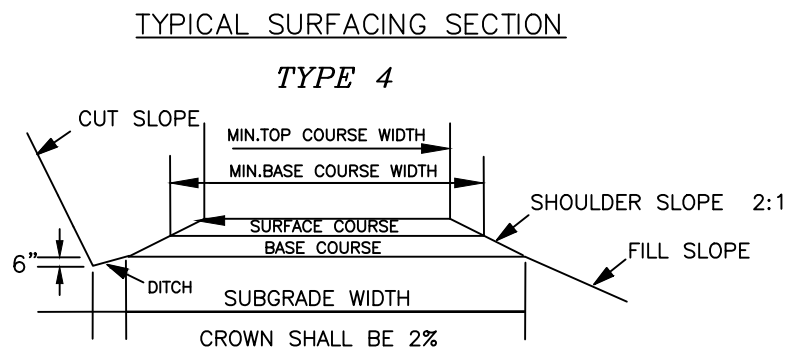 TYPICAL SURFACING SECTION
TYPE 4
CUT SLOPE
MIN.TOP COURSE WIDTH
MIN.BASE COURSE WIDTH
SHOULDER SLOPE 2:1
SURFACE COURSE
BASE COURSE
FILL SLOPE
6"
DITCH
SUBGRADE WIDTH
CROWN SHALL BE 2%